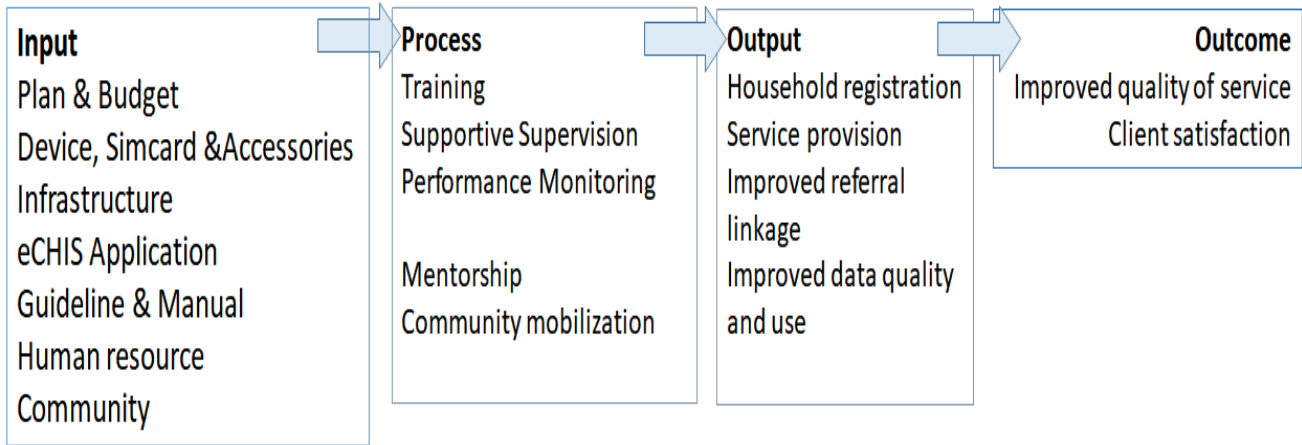 Input
Plan & Budget
Device, Simcard &Accessories
Infrastructure
eCHIS Application
Guideline & Manual
Human resource
Community
Process
Training
Supportive Supervision
Performance Monitoring
Mentorship
Community mobilization
Output
Household registration
Service provision
Improved referral
linkage
Improved data quality
and use
Outcome
Improved quality of service
Client satisfaction